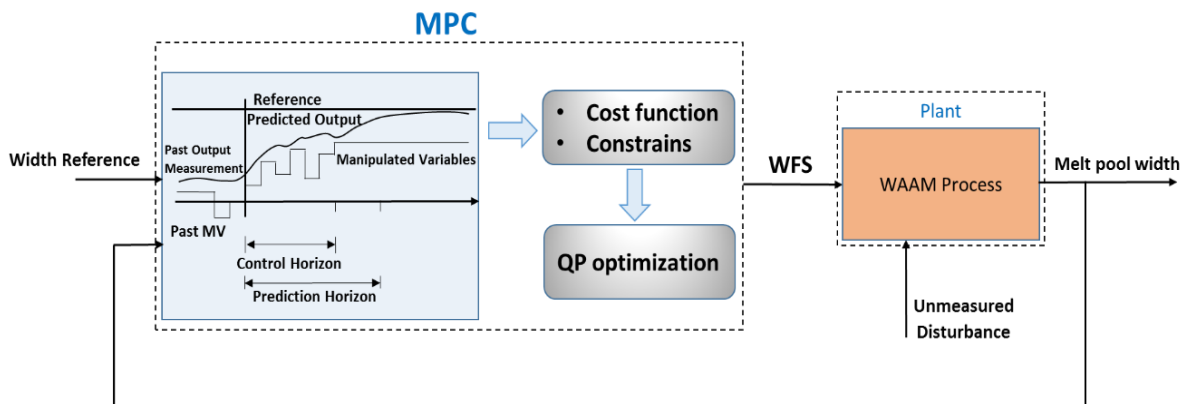 MPC
Width Reference
Reference
Predicted Output
Past Output
Measurement
Manipulated Variables
Past MV
Control Horizon
Prediction Horizon
• Cost function
• Constrains
QP optimization
WFS
Plant
WAAM Process
Melt pool width
Unmeasured
Disturbance